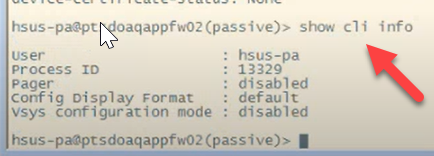 device-certificate-status: None
hsus-pa@ptsdoaqappfw02(passive)> show cli info
User : hsus-pa
Process ID : 13329
Pager : disabled
Config Display Format : default
Vsys configuration mode : disabled
hsus-pa@ptsdoaqappfw02(passive)>